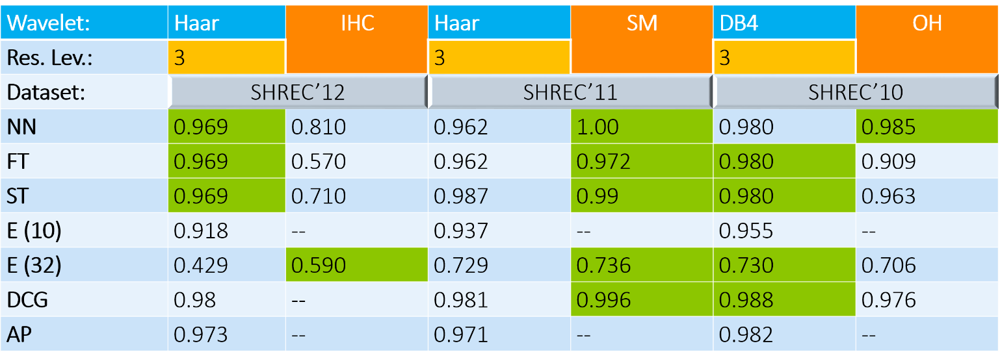 Wavelet: Haar IHC Haar SM DB4 OH
Res. Lev.: 3 3 3
Dataset: SHREC’12 SHREC’11 SHREC’10
NN 0.969 0.810 0.962 1.00 0.980 0.985
FT 0.969 0.570 0.962 0.972 0.980 0.909
ST 0.969 0.710 0.987 0.99 0.980 0.963
E (10) 0.918 -- 0.937 -- 0.955 --
E (32) 0.429 0.590 0.729 0.736 0.730 0.706
DCG 0.98 -- 0.981 0.996 0.988 0.976
AP 0.973 -- 0.971 -- 0.982 --